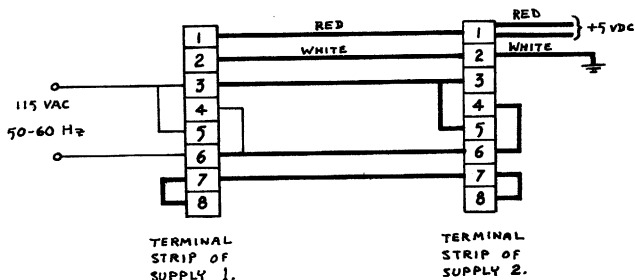 RED
RED
+5 VDC
WHITE
WHITE
1
2
3
4
5
6
7
8
1
2
3
4
5
6
7
8
115 VAC
50-60 Hz
TERMINAL
STRIP OF
SUPPLY 1.
TERMINAL
STRIP OF
SUPPLY 2.